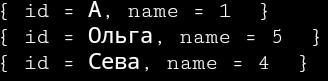 { id = А, name = 1  }
{ id = Ольга, name = 5  }
{ id = Сева, name = 4  }